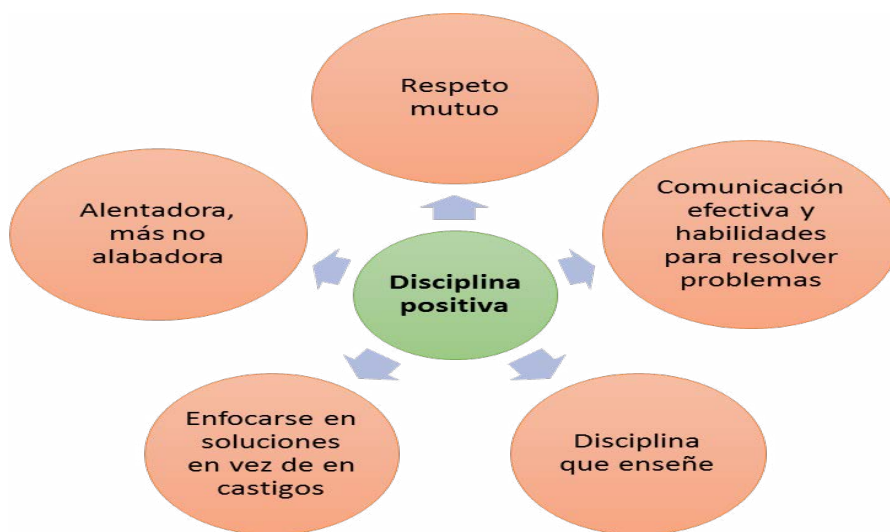 Respeto
mutuo
Alentadora,
más no
alabadora
Comunicación
efectiva y
habilidades
para resolver
problemas
Disciplina
positiva
Enfocarse en
soluciones
en vez de en
castigos
Disciplina
que enseñe